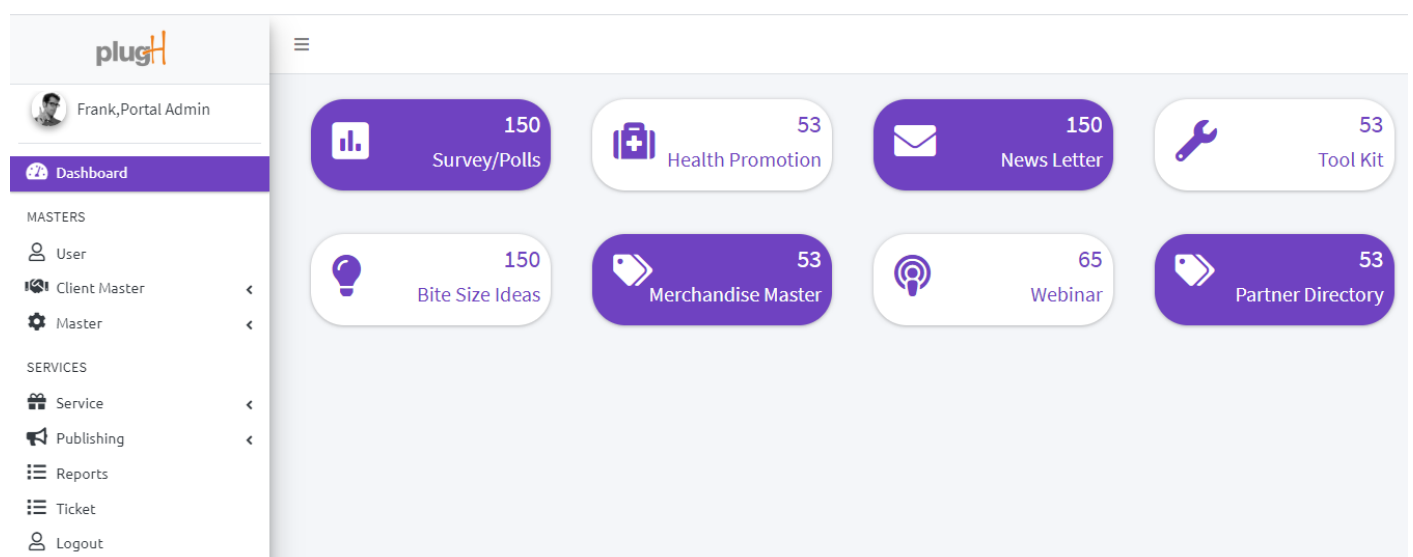 plugH
Frank,Portal Admin
Dashboard
MASTERS
User
Client Master
Master
SERVICES
Service
Publishing
Reports
Ticket
Logout
150
Survey/Polls
53
Health Promotion
150
News Letter
53
Tool Kit
150
Bite Size Ideas
53
Merchandise Master
65
Webinar
53
Partner Directory